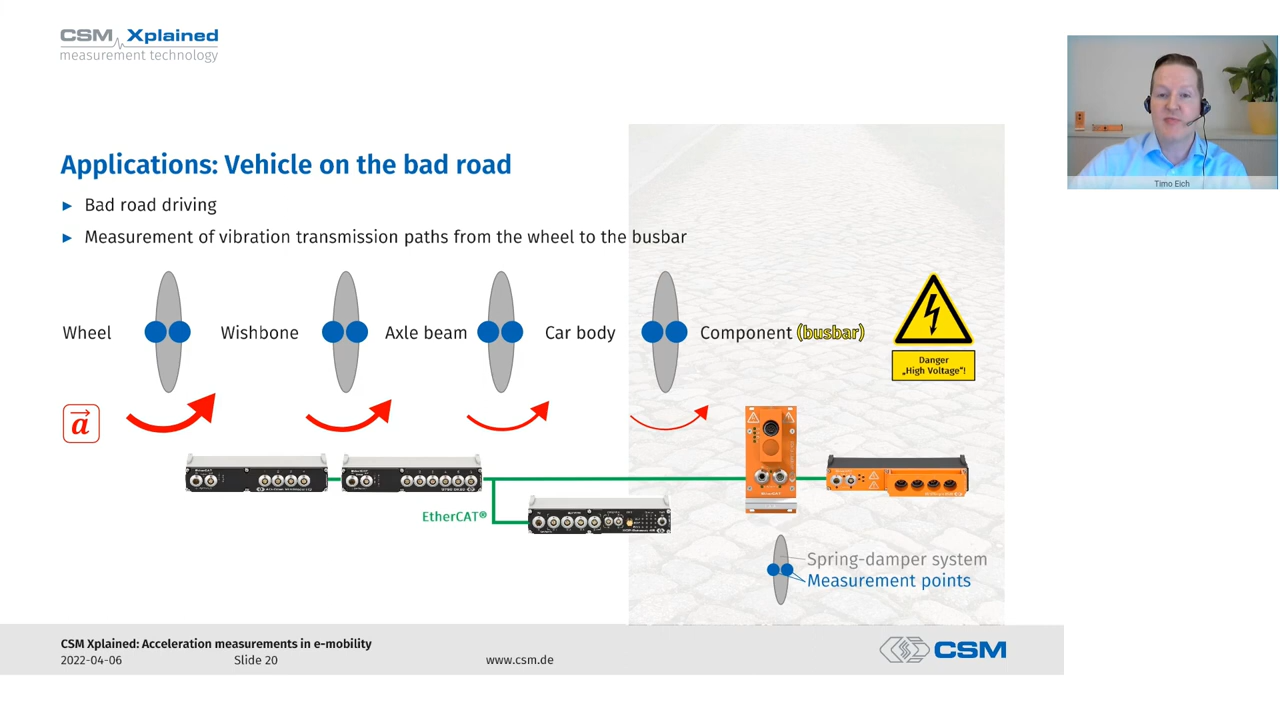 CSM Xplained
measurement technology
Timo Eich
Applications: Vehicle on the bad road
► Bad road driving
► Measurement of vibration transmission paths from the wheel to the busbar
Wheel
Wishbone
Axle beam
Car body
Component (busbar)
Danger
„High Voltage“!
a
EtherCAT®
Spring-damper system
Measurement points
CSM Xplained: Acceleration measurements in e-mobility
2022-04-06
Slide 20
www.csm.de
CSM